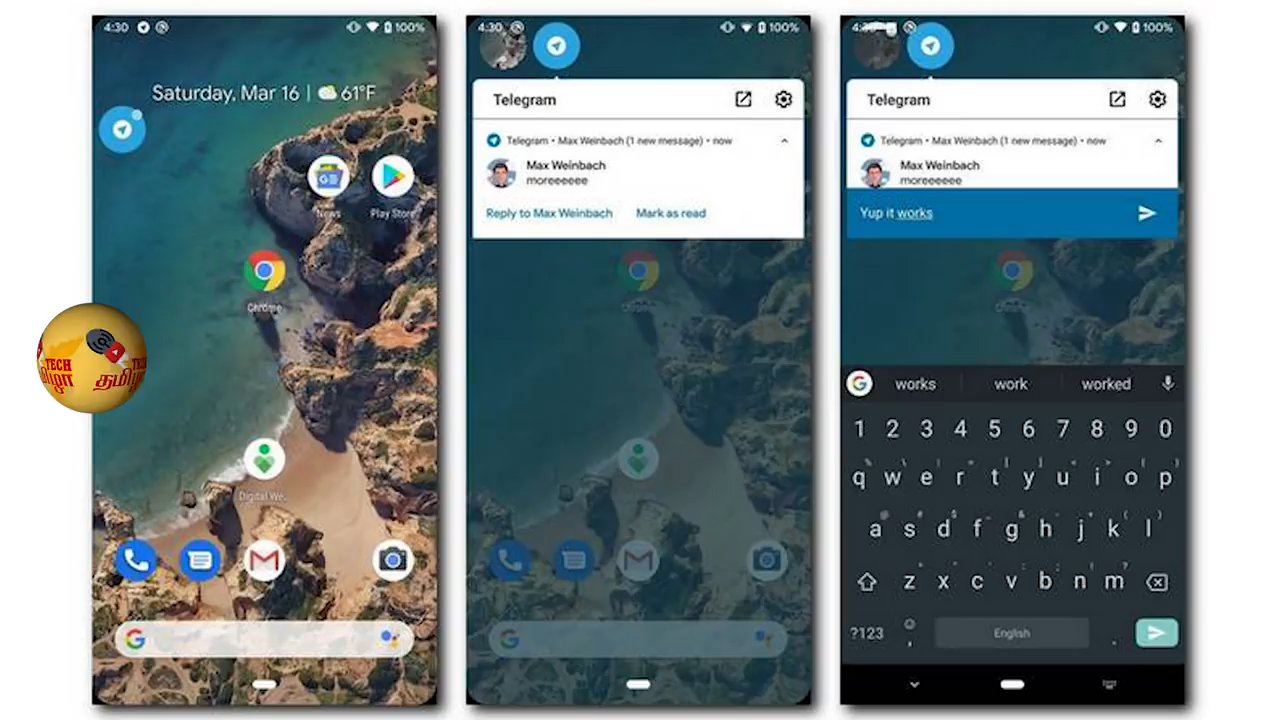 4:30
100%
Saturday, Mar 16 | 61°F
News
Play Store
Chrome
Digital We..
TECH
தமிழா
4:30
100%
Telegram
Telegram • Max Weinbach (1 new message) • now
Max Weinbach
moreeeeee
Reply to Max Weinbach
Mark as read
100%
Telegram
Telegram • Max Weinbach (1 new message) • now
Max Weinbach
moreeeeee
Yup it works
works
work
worked
1 2 3 4 5 6 7 8 9 0
q w e r t y u i o p
a s d f g h j k l
z x c v b n m
?123
,
English
.